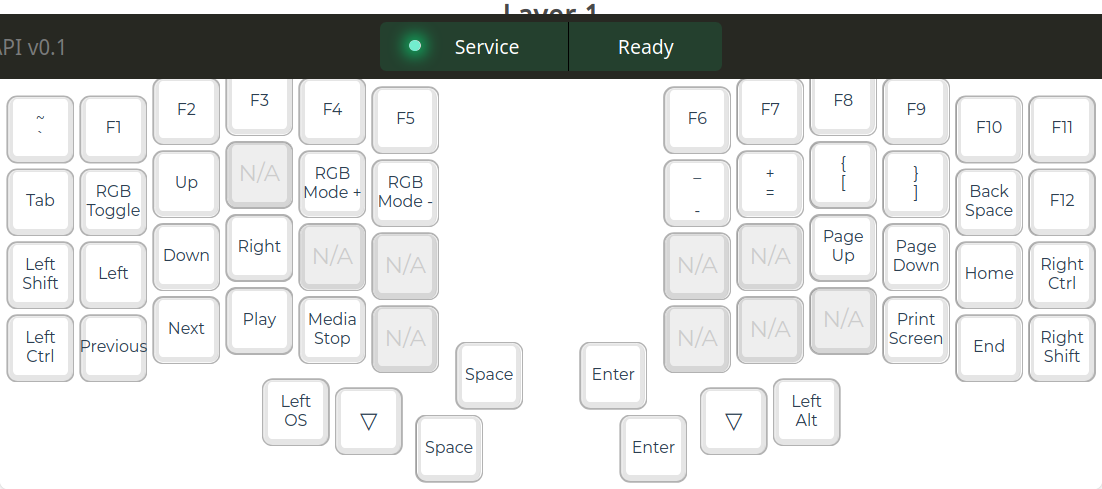 Layer 1
API v0.1
Service
Ready
~
`
F1
F2
F3
F4
F5
F6
F7
F8
F9
F10
F11
Tab
RGB
Toggle
Up
N/A
RGB
Mode +
RGB
Mode -
_
-
+
=
{
[
}
]
Back
Space
F12
Left
Shift
Left
Down
Right
N/A
N/A
N/A
N/A
Page
Up
Page
Down
Home
Right
Ctrl
Left
Ctrl
Previous
Next
Play
Media
Stop
N/A
N/A
N/A
N/A
Print
Screen
End
Right
Shift
Left
OS
▽
Space
Space
Enter
Enter
▽
Left
Alt